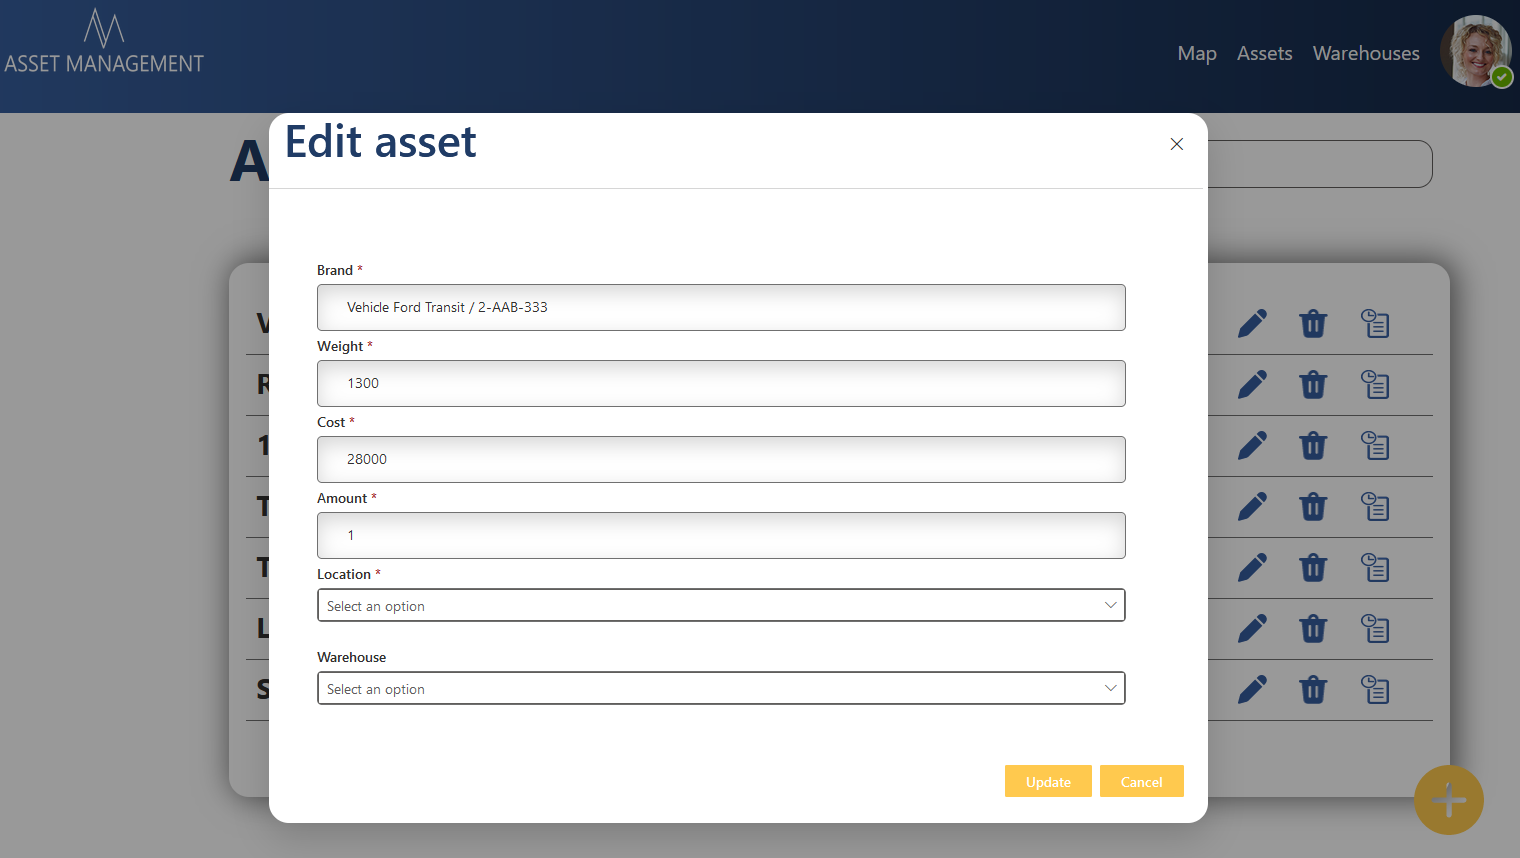 ASSET MANAGEMENT
Map Assets Warehouses
Edit asset
Brand *
Vehicle Ford Transit / 2-AAB-333
Weight *
1300
Cost *
28000
Amount *
1
Location *
Select an option
Warehouse
Select an option
Update Cancel